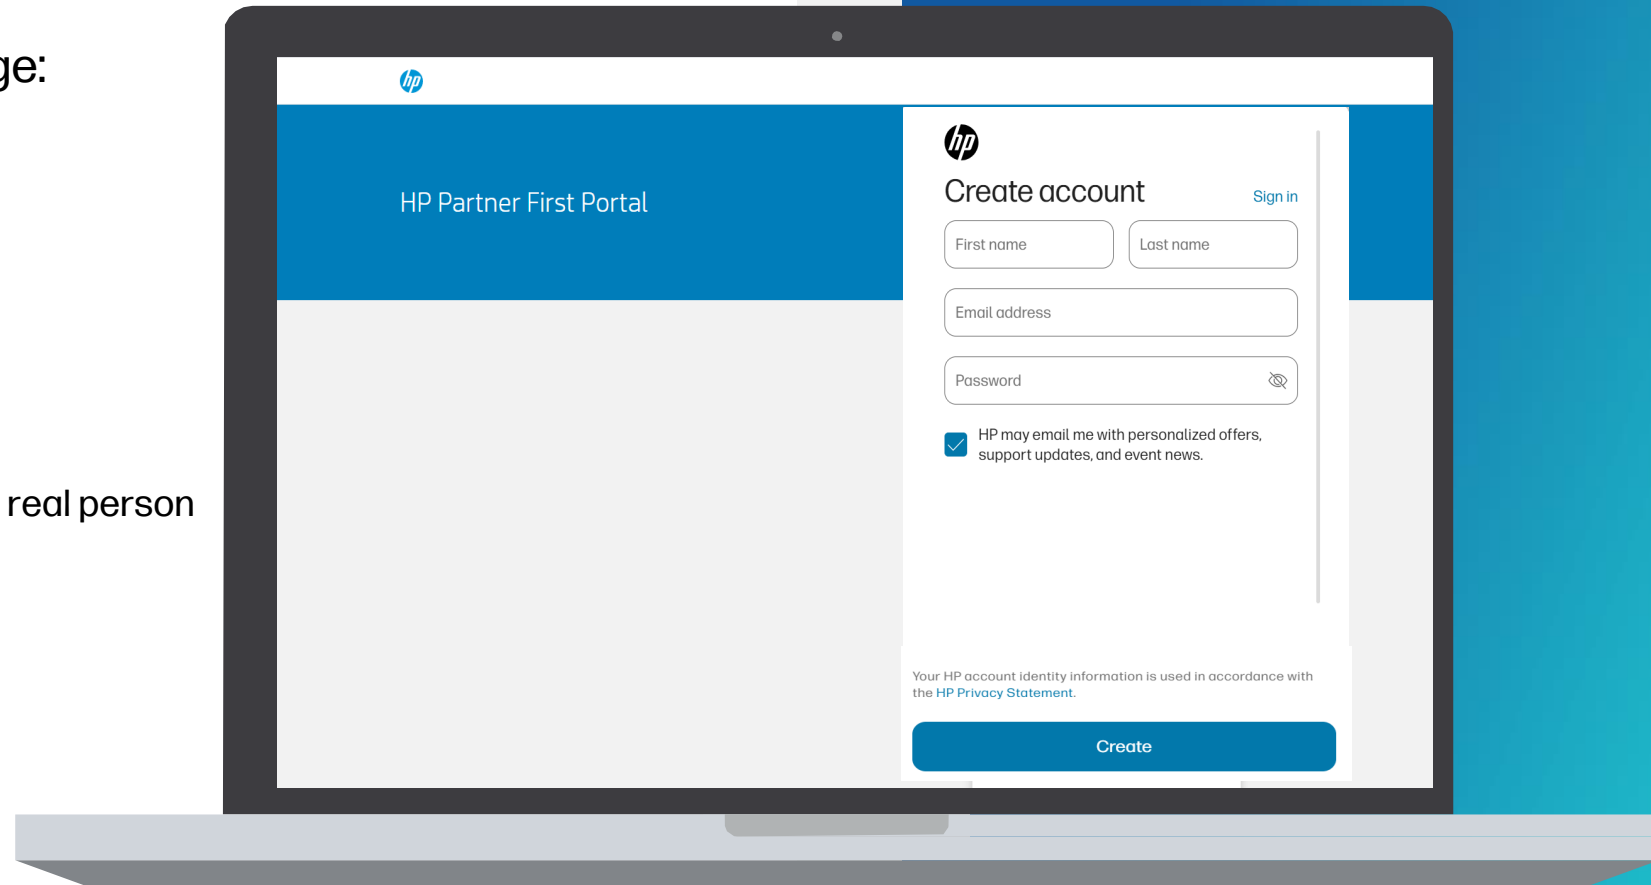 ge:
real person
hp
HP Partner First Portal
hp
Create account
Sign in
First name
Last name
Email address
Password
HP may email me with personalized offers,
support updates, and event news.
Your HP account identity information is used in accordance with
the HP Privacy Statement.
Create